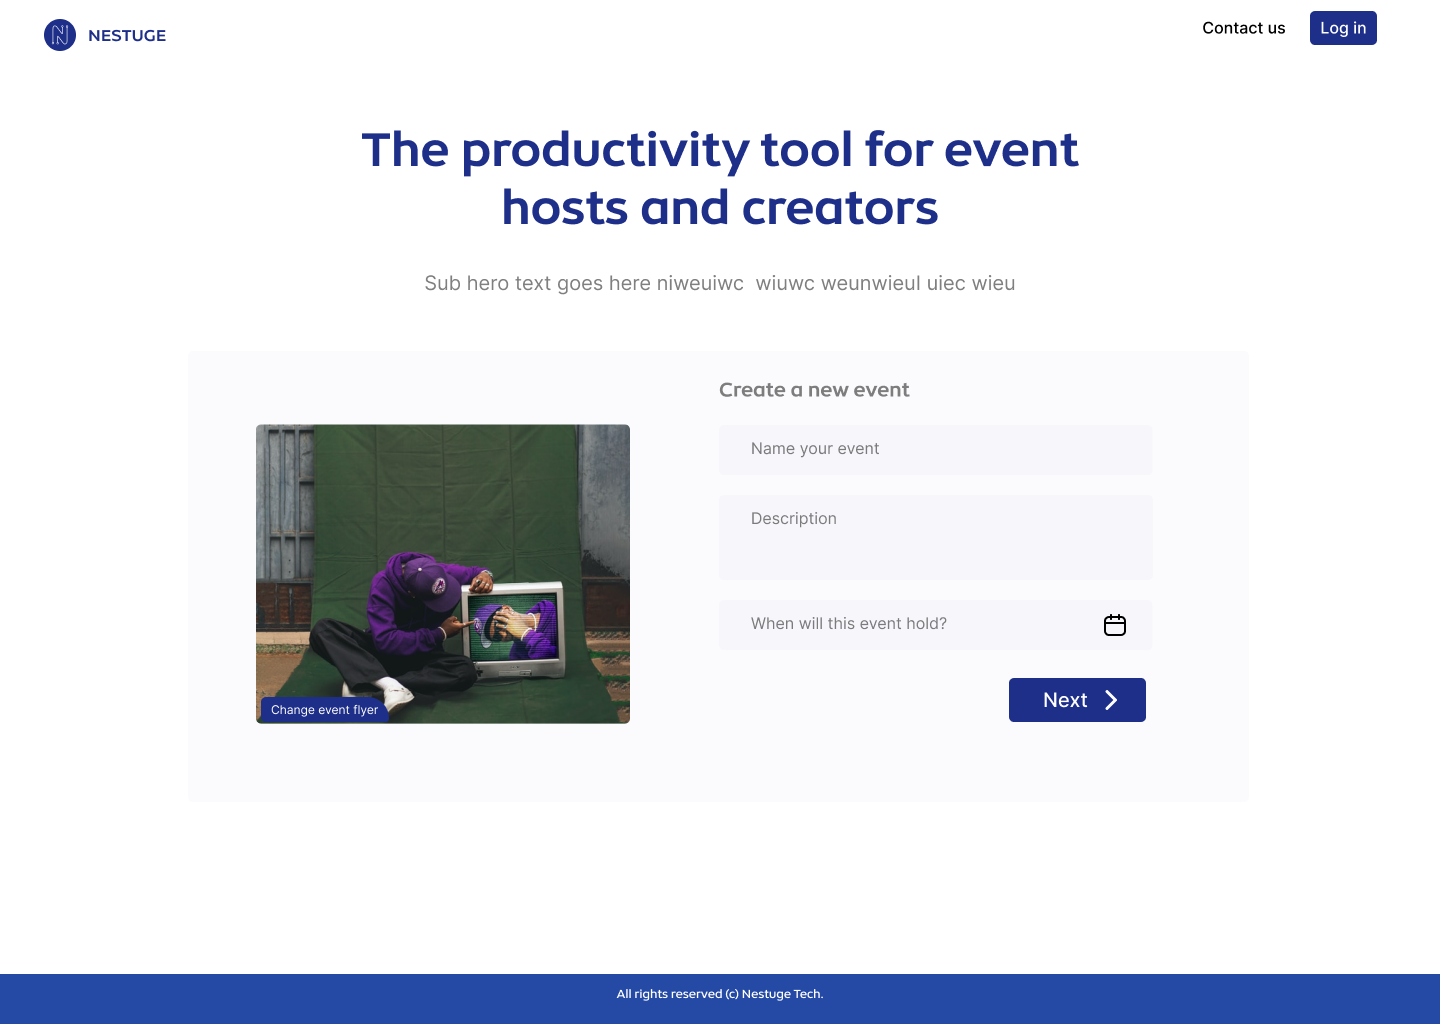 NESTUGE
Contact us
Log in
The productivity tool for event
hosts and creators
Sub hero text goes here niweuiwc  wiuwc weunwieul uiec wieu
Create a new event
Name your event
Description
When will this event hold?
Change event flyer
Next
All rights reserved (c) Nestuge Tech.